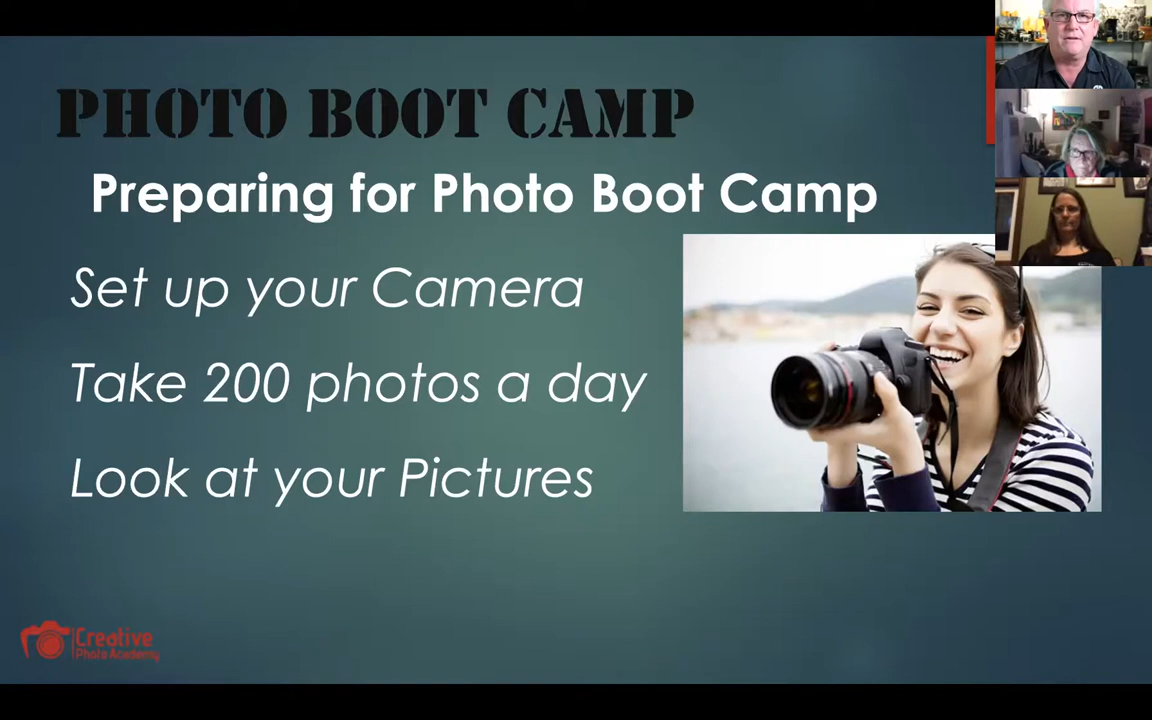 PHOTO BOOT CAMP
Preparing for Photo Boot Camp
Set up your Camera
Take 200 photos a day
Look at your Pictures
Creative
Photo Academy